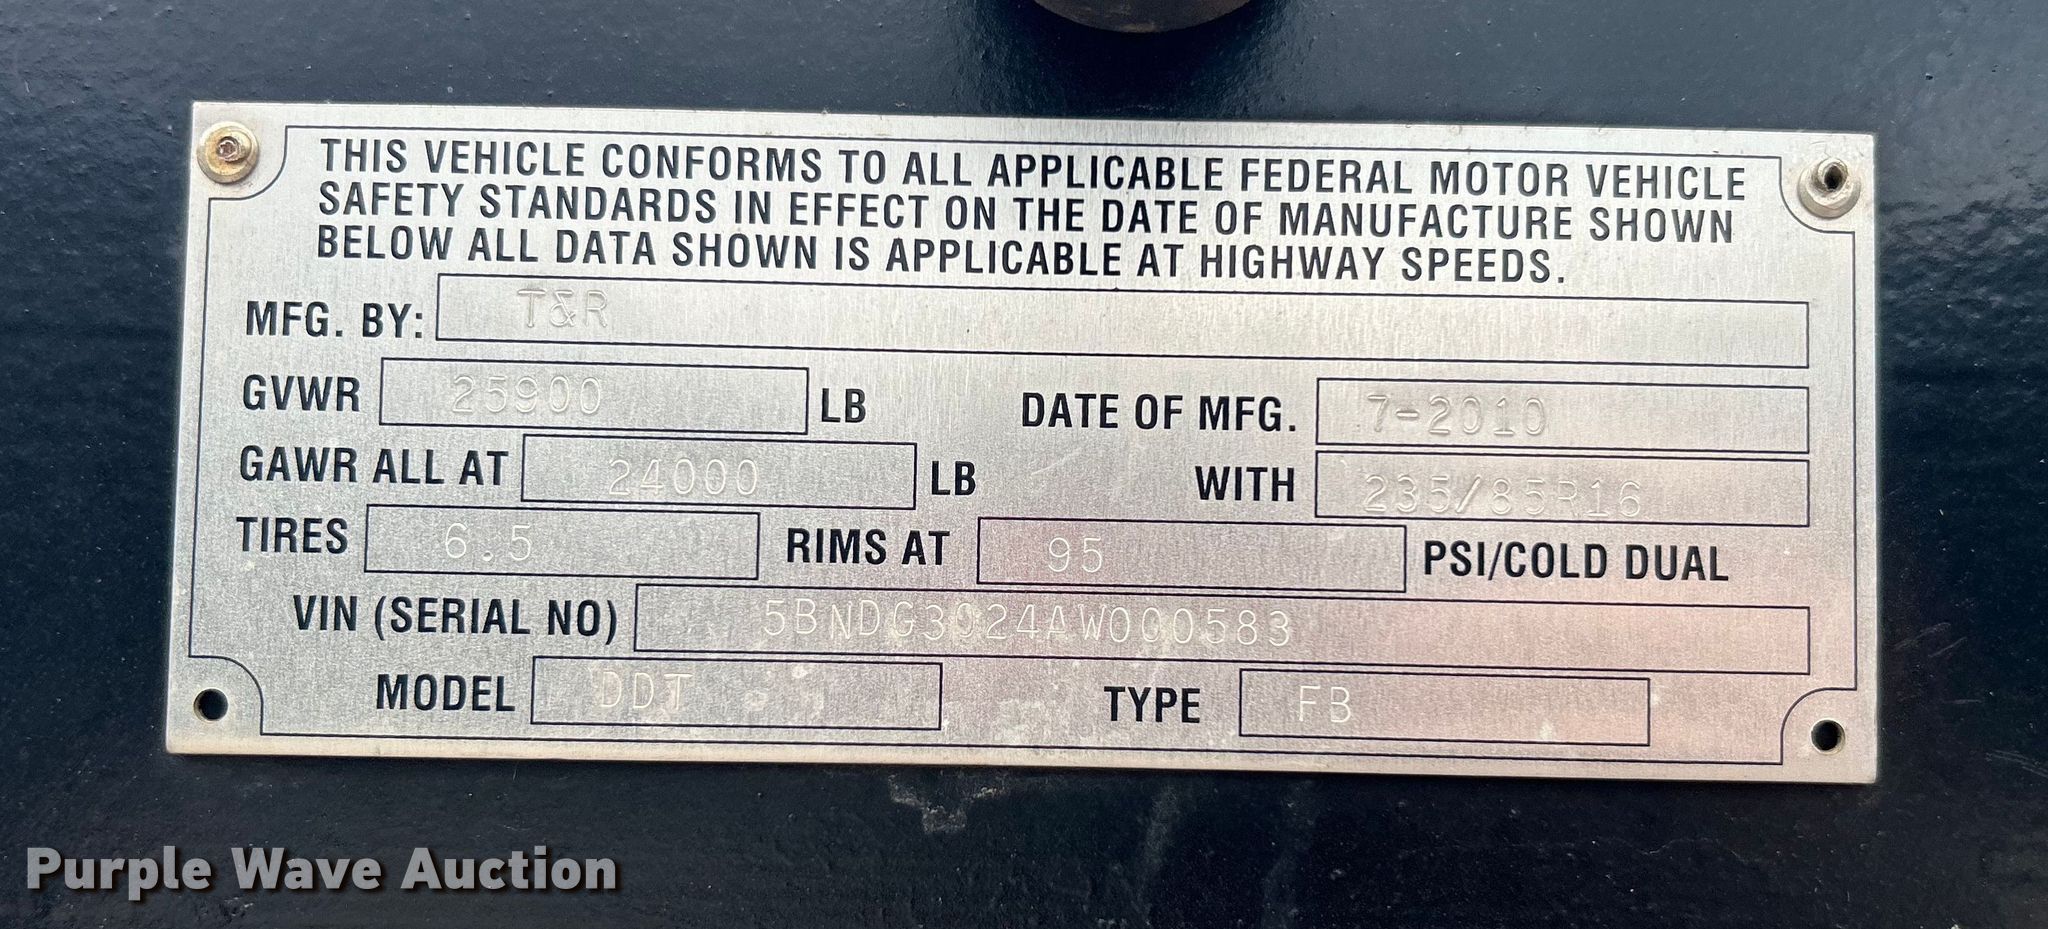 THIS VEHICLE CONFORMS TO ALL APPLICABLE FEDERAL MOTOR VEHICLE
SAFETY STANDARDS IN EFFECT ON THE DATE OF MANUFACTURE SHOWN
BELOW ALL DATA SHOWN IS APPLICABLE AT HIGHWAY SPEEDS.
MFG. BY: T&R
GVWR 25900 LB DATE OF MFG. 7-2010
GAWR ALL AT 24000 LB WITH 235/85R16
TIRES 6.5 RIMS AT 95 PSI/COLD DUAL
VIN (SERIAL NO) 5BNDG3024AW000583
MODEL DDT TYPE FB
Purple Wave Auction